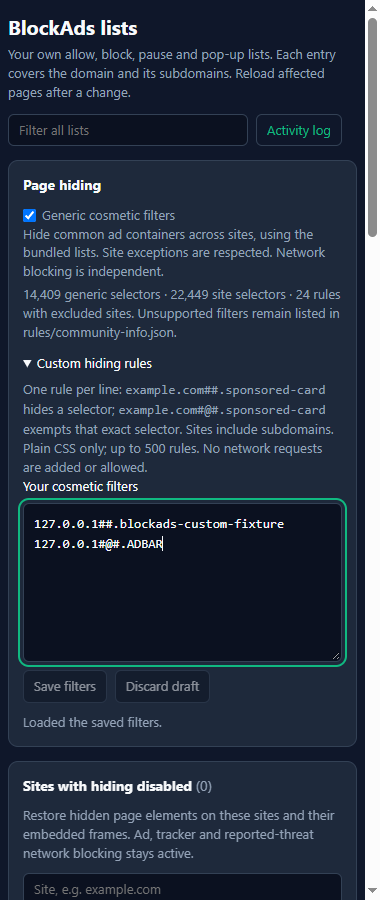 BlockAds lists
Your own allow, block, pause and pop-up lists. Each entry
covers the domain and its subdomains. Reload affected
pages after a change.
Filter all lists
Activity log
Page hiding
Generic cosmetic filters
Hide common ad containers across sites, using the
bundled lists. Site exceptions are respected. Network
blocking is independent.
14,409 generic selectors · 22,449 site selectors · 24 rules
with excluded sites. Unsupported filters remain listed in
rules/community-info.json.
▼ Custom hiding rules
One rule per line: example.com##.sponsored-card
hides a selector; example.com#@#.sponsored-card
exempts that exact selector. Sites include subdomains.
Plain CSS only; up to 500 rules. No network requests
are added or allowed.
Your cosmetic filters
127.0.0.1##.blockads-custom-fixture
127.0.0.1#@#.ADBAR
Save filters
Discard draft
Loaded the saved filters.
Sites with hiding disabled (0)
Restore hidden page elements on these sites and their
embedded frames. Ad, tracker and reported-threat
network blocking stays active.
Site, e.g. example.com